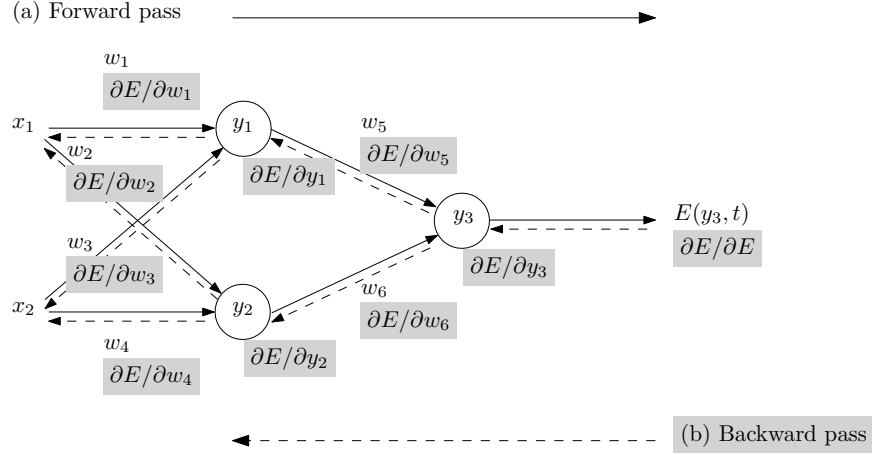 (a) Forward pass
w₁
∂E/∂w₁
x₁
y₁
w₅
w₂
∂E/∂w₅
∂E/∂w₂
∂E/∂y₁
y₃
E(y₃, t)
w₃
∂E/∂E
∂E/∂w₃
∂E/∂y₃
w₆
x₂
y₂
∂E/∂w₆
w₄
∂E/∂y₂
∂E/∂w₄
(b) Backward pass